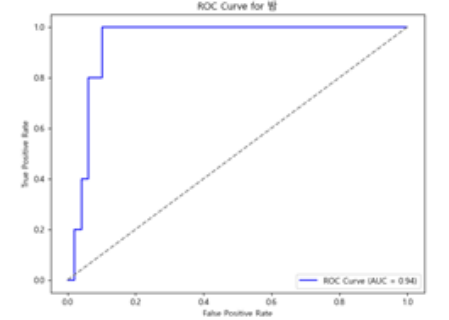 ROC Curve for 밤
1.0
0.8
0.6
0.4
0.2
0.0
True Positive Rate
0.0 0.2 0.4 0.6 0.8 1.0
False Positive Rate
ROC Curve (AUC = 0.94)